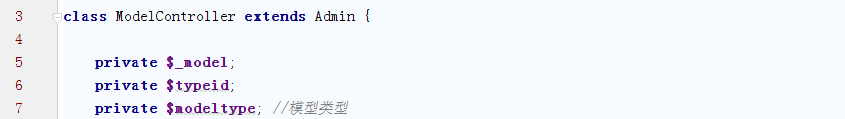 3 class ModelController extends Admin {
4
5 private $_model;
6 private $typeid;
7 private $modeltype; //模型类型